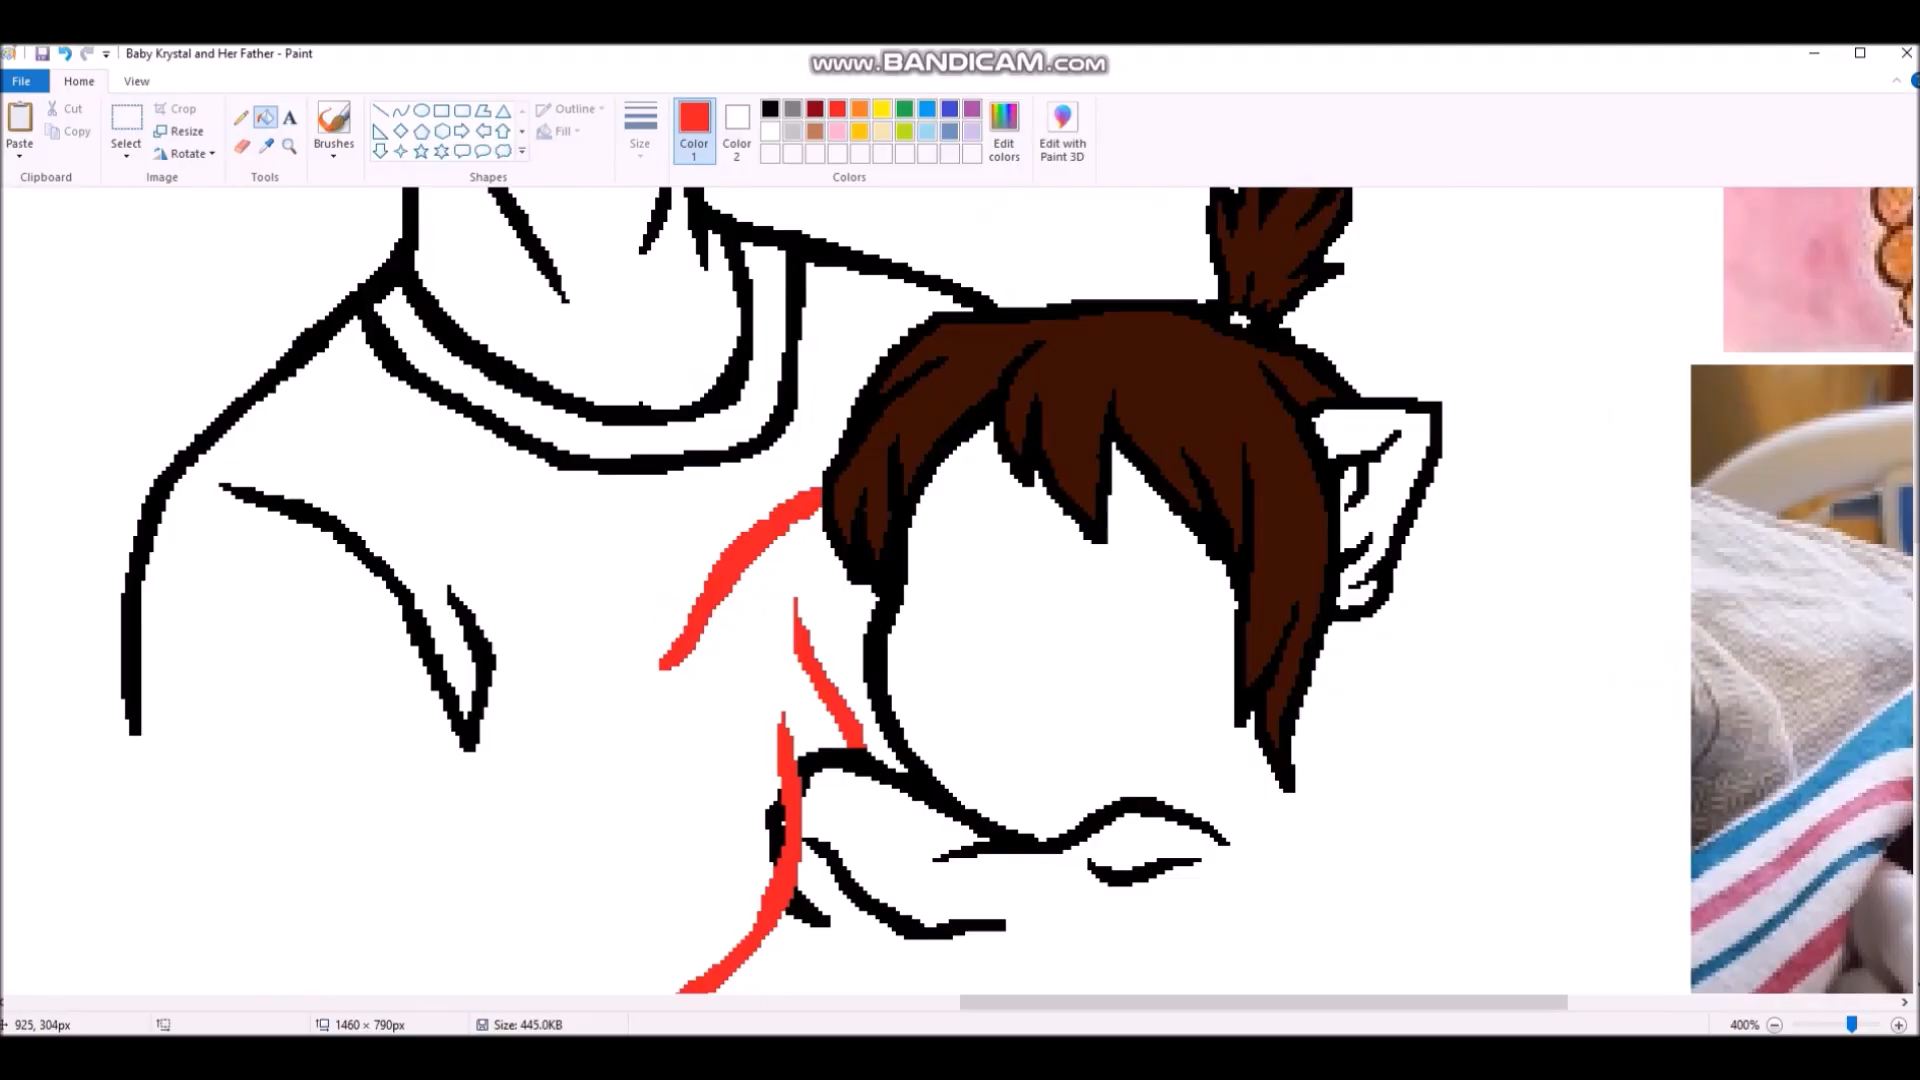 Baby Krystal and Her Father - Paint
www.BANDICAM.com
File Home View
Paste
Cut
Copy
Clipboard
Select
Crop
Resize
Rotate
Image
A
Tools
Brushes
Shapes
Outline
Fill
Size
Color 1
Color 2
Colors
Edit colors
Edit with Paint 3D
925, 304px
1460 × 790px
Size: 445.0KB
400%